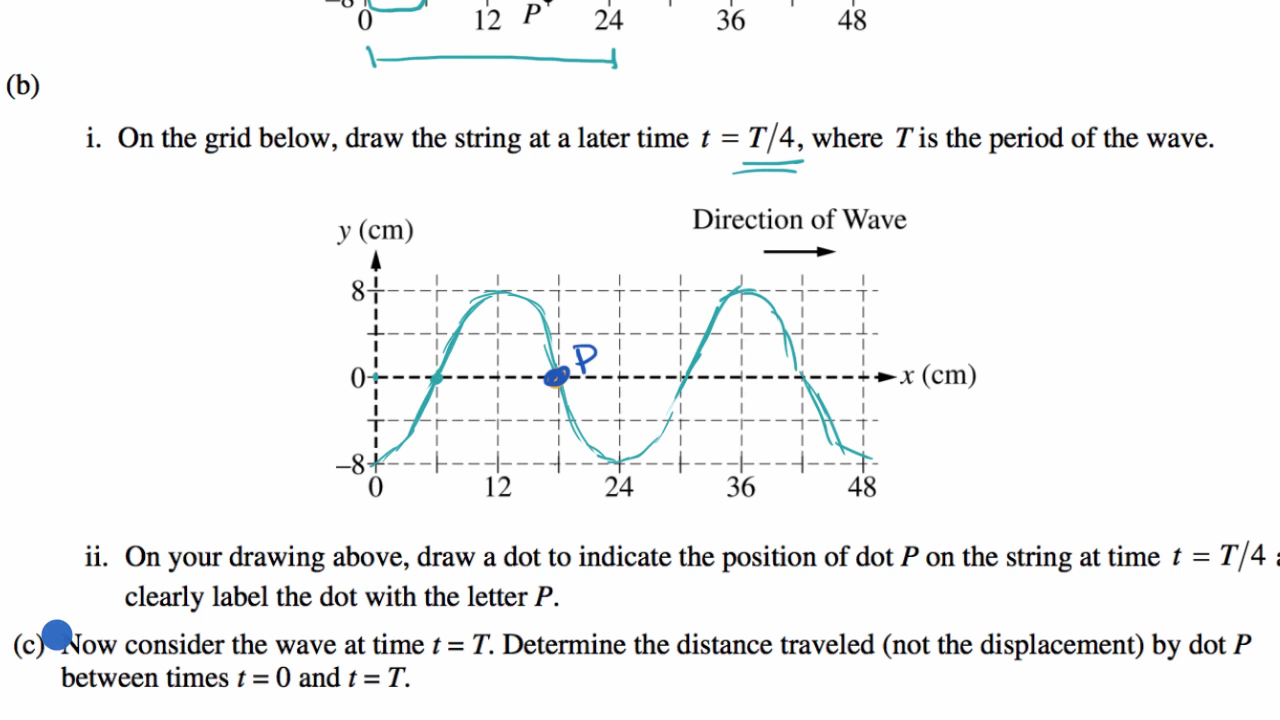 –8
0 12 P 24 36 48
(b)
i. On the grid below, draw the string at a later time t = T/4, where T is the period of the wave.
Direction of Wave
y (cm)
8
P
0
x (cm)
–8
0 12 24 36 48
ii. On your drawing above, draw a dot to indicate the position of dot P on the string at time t = T/4
clearly label the dot with the letter P.
(c) Now consider the wave at time t = T. Determine the distance traveled (not the displacement) by dot P
between times t = 0 and t = T.